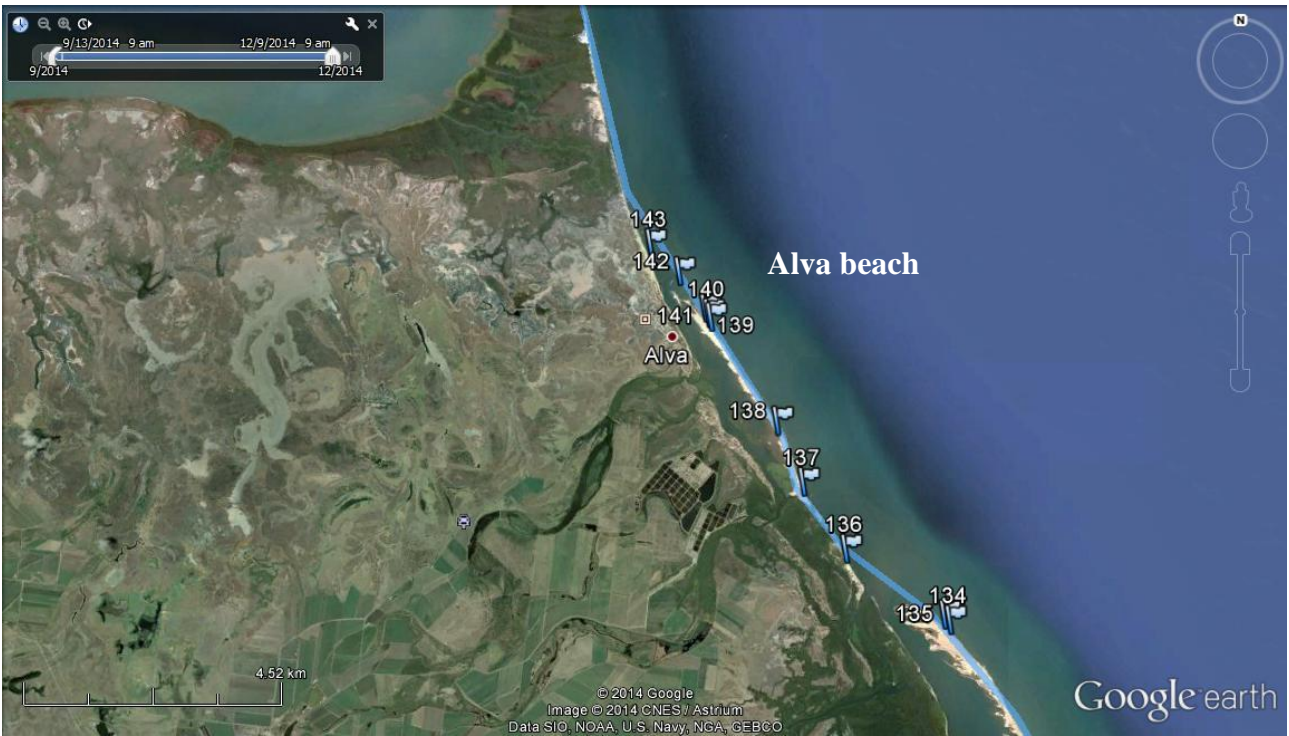 9/13/2014 9 am
12/9/2014 9 am
9/2014
12/2014
N
143
142
Alva beach
140
141
139
Alva
138
137
136
134
135
4.52 km
© 2014 Google
Image © 2014 CNES / Astrium
Data SIO, NOAA, U.S. Navy, NGA, GEBCO
Google earth